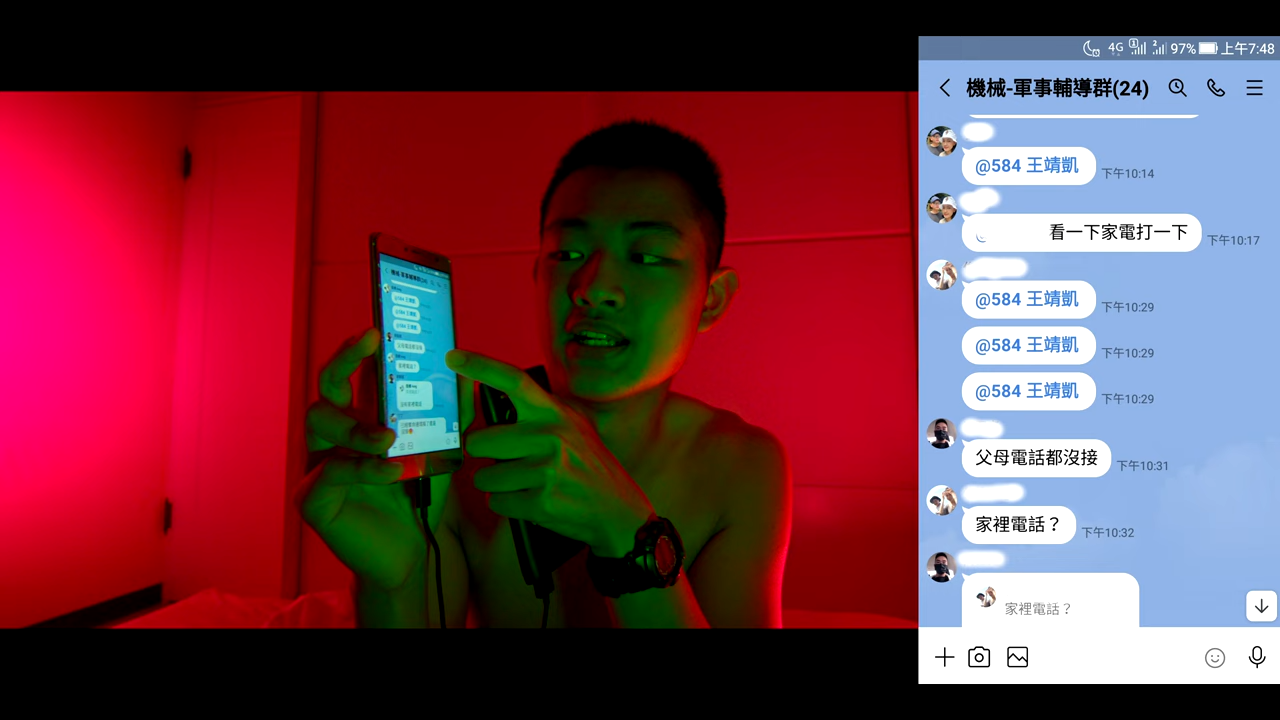 4G 97% 上午7:48
機械-軍事輔導群(24)
@584 王靖凱
下午10:14
看一下家電打一下
下午10:17
@584 王靖凱
下午10:29
@584 王靖凱
下午10:29
@584 王靖凱
下午10:29
父母電話都沒接
下午10:31
家裡電話？
下午10:32
家裡電話？